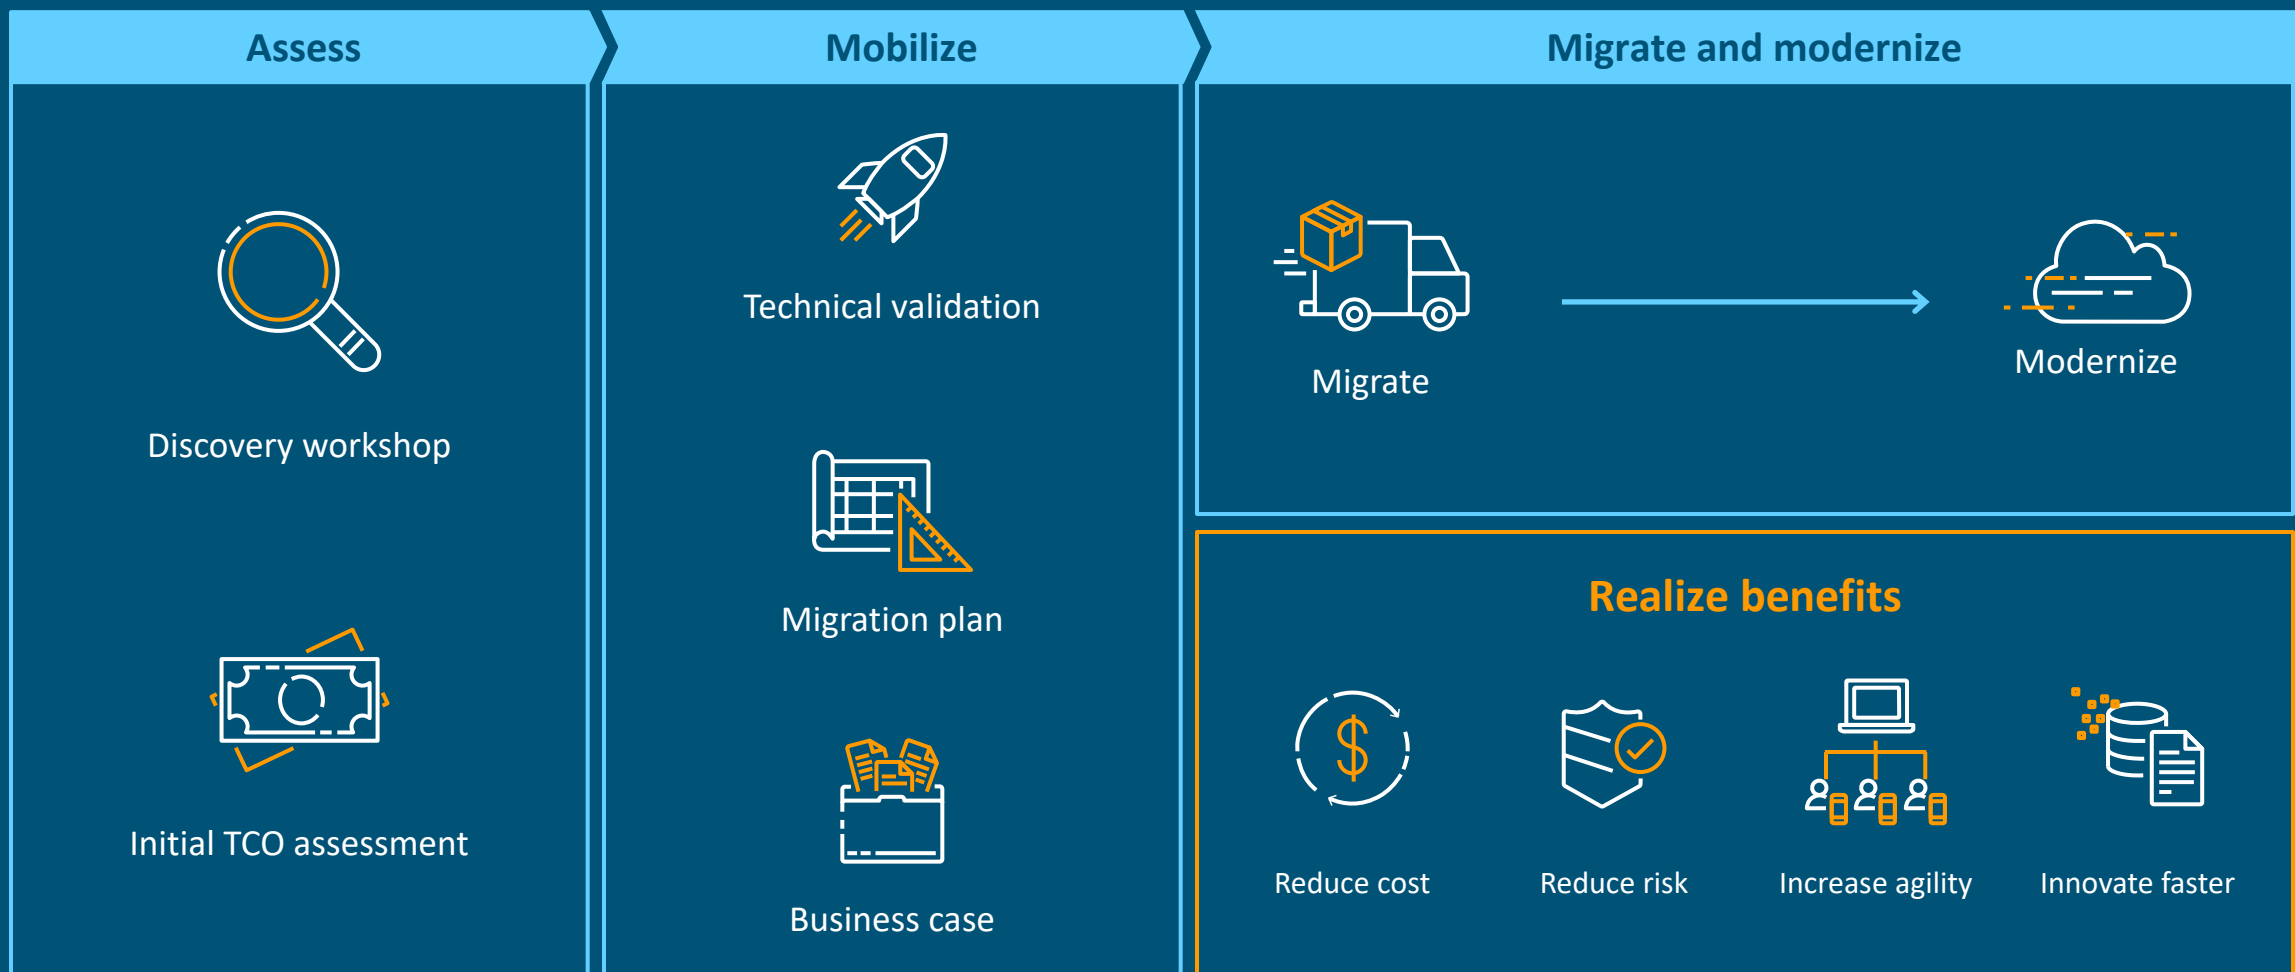 Assess
Discovery workshop
Initial TCO assessment
Mobilize
Technical validation
Migration plan
Business case
Migrate and modernize
Migrate
Modernize
Realize benefits
$
Reduce cost
Reduce risk
Increase agility
Innovate faster